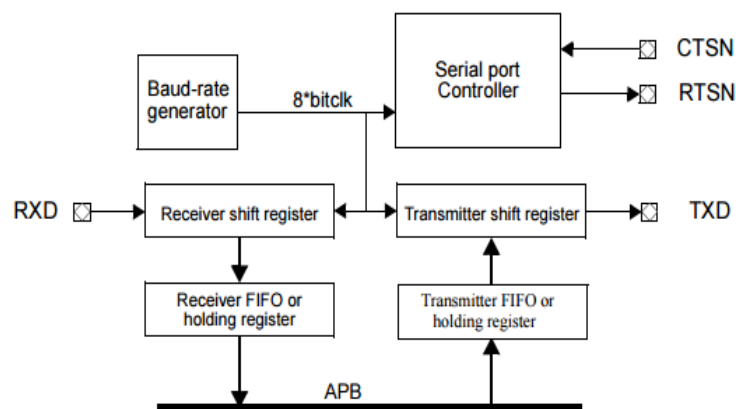 CTSN
Serial port
Controller
Baud-rate
generator
8*bitclk
RTSN
RXD
Receiver shift register
Transmitter shift register
TXD
Receiver FIFO or
holding register
Transmitter FIFO or
holding register
APB